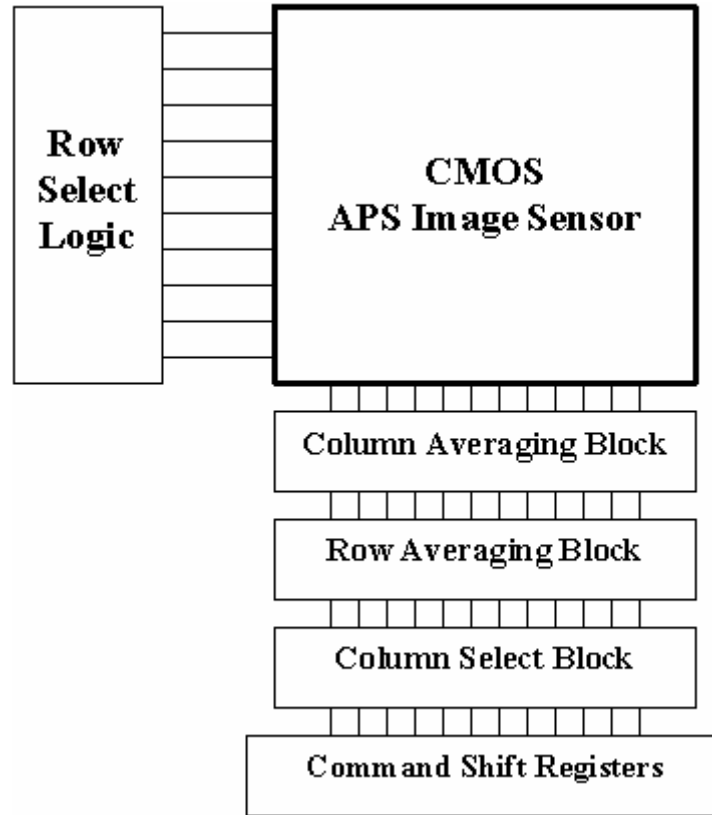 Row
Select
Logic
CMOS
APS Image Sensor
Column Averaging Block
Row Averaging Block
Column Select Block
Command Shift Registers